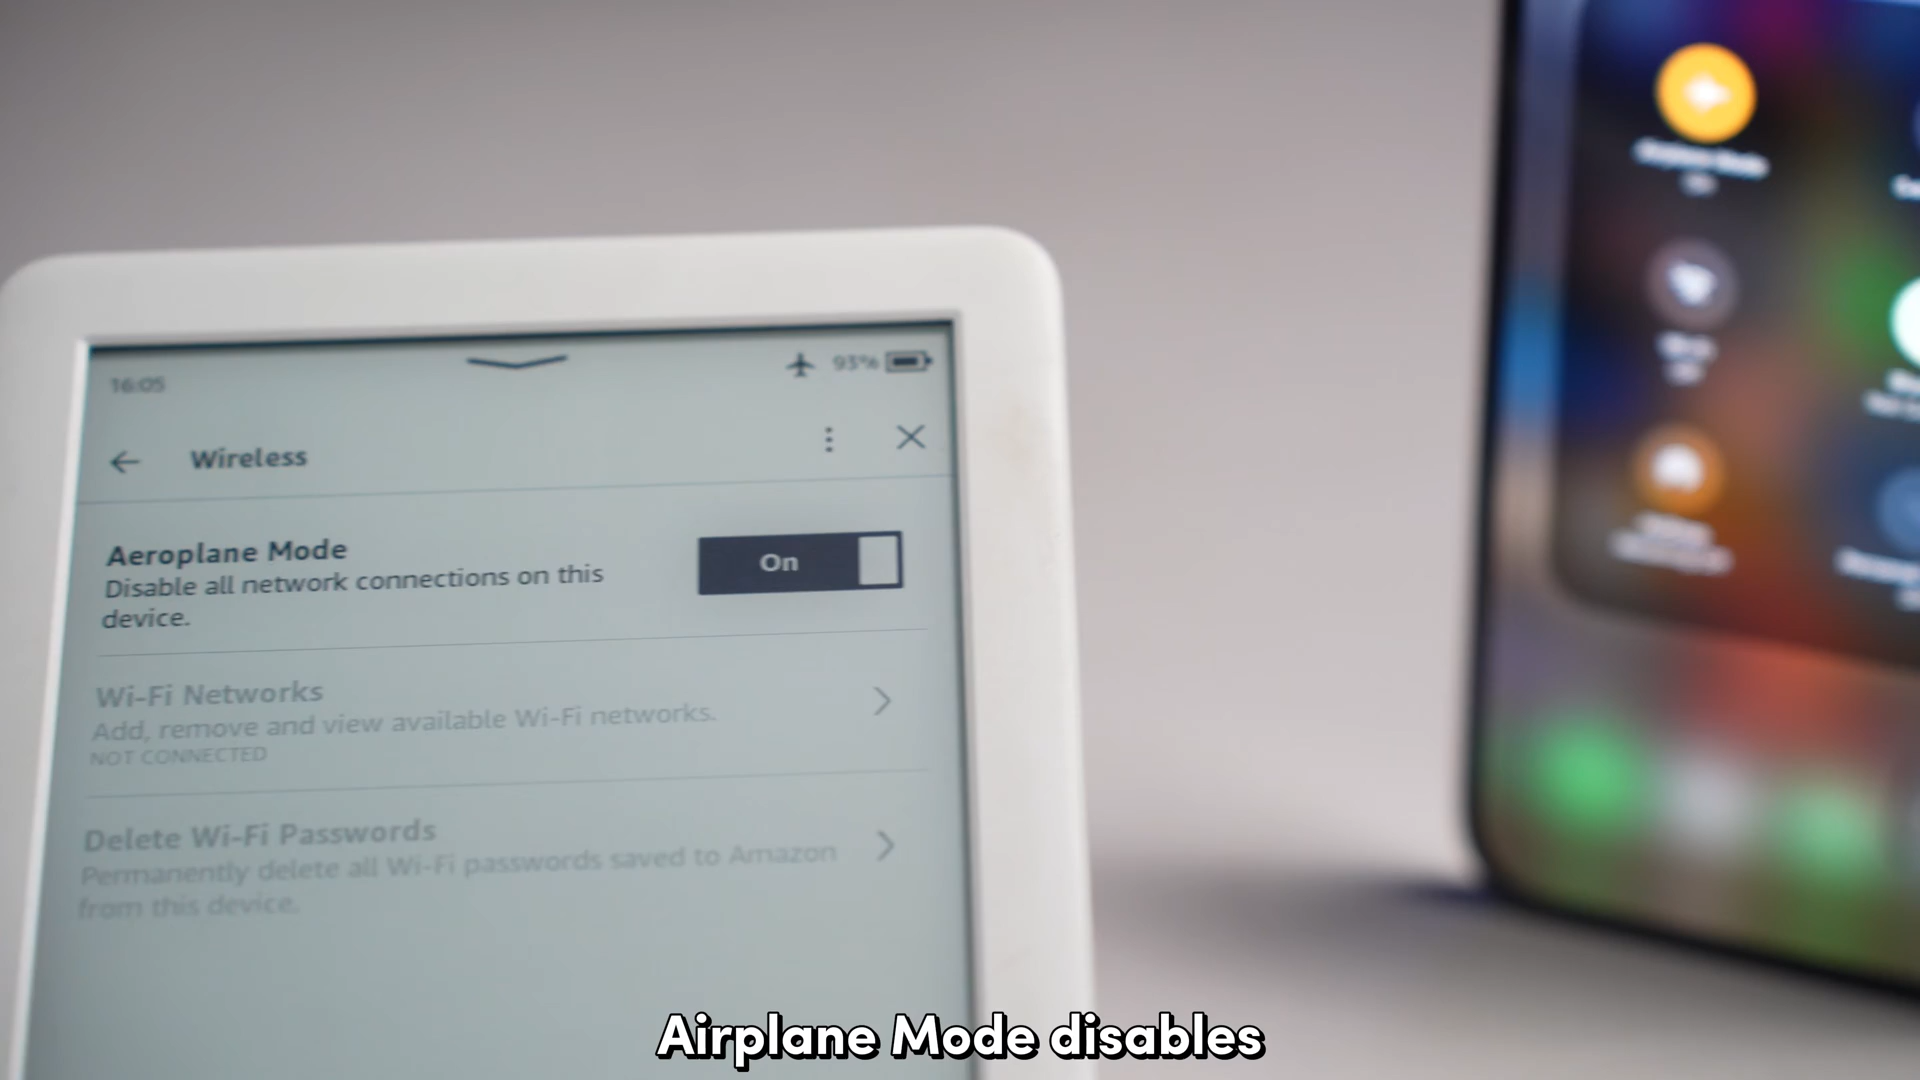 16:05
93%
Wireless
Aeroplane Mode
On
Disable all network connections on this
device.
Wi-Fi Networks
Add, remove and view available Wi-Fi networks.
NOT CONNECTED
Delete Wi-Fi Passwords
Permanently delete all Wi-Fi passwords saved to Amazon
from this device.
Airplane Mode
Airplane Mode disables